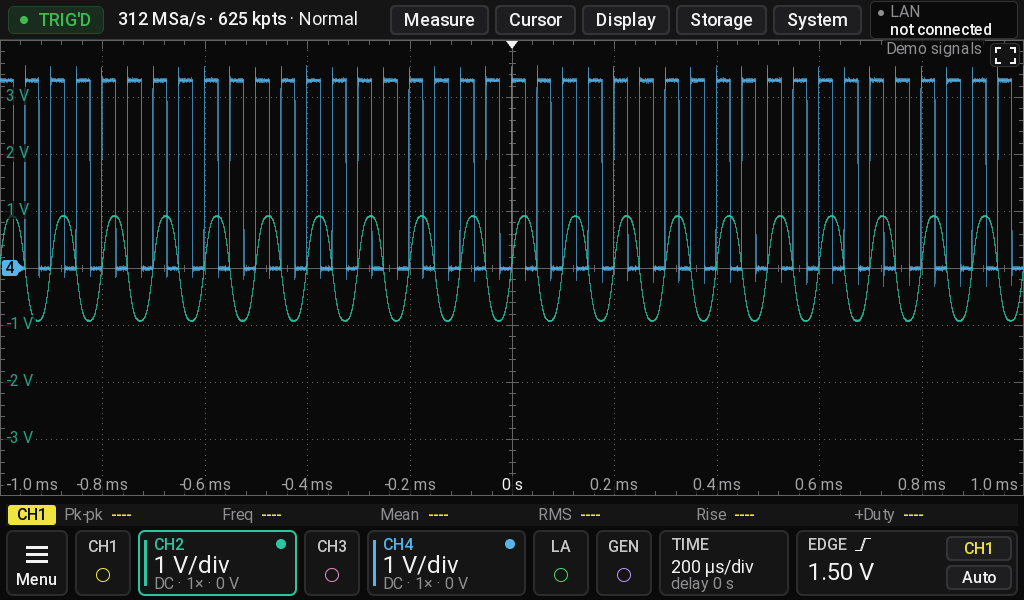 TRIG'D 312 MSa/s · 625 kpts · Normal Measure Cursor Display Storage System LAN
not connected
Demo signals
3 V
2 V
1 V
4
-1 V
-2 V
-3 V
-1.0 ms -0.8 ms -0.6 ms -0.4 ms -0.2 ms 0 s 0.2 ms 0.4 ms 0.6 ms 0.8 ms 1.0 ms
CH1 Pk-pk ---- Freq ---- Mean ---- RMS ---- Rise ---- +Duty ----
Menu
CH1
CH2
1 V/div
DC · 1× · 0 V
CH3
CH4
1 V/div
DC · 1× · 0 V
LA
GEN
TIME
200 µs/div
delay 0 s
EDGE
1.50 V
CH1
Auto